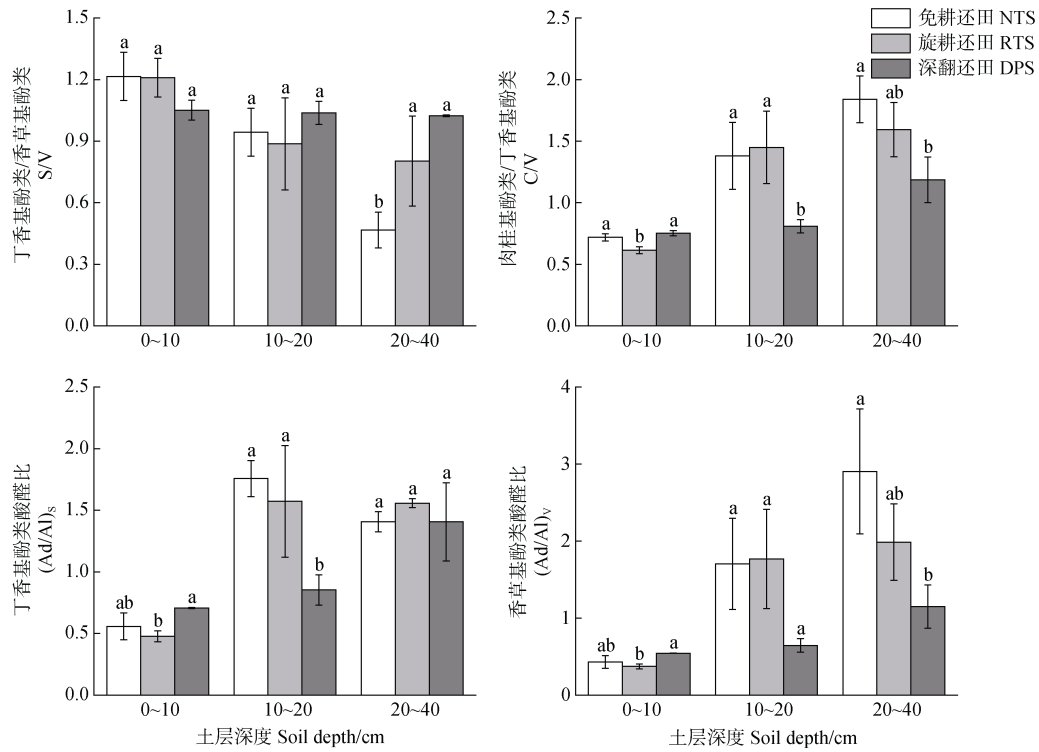 免耕还田 NTS
旋耕还田 RTS
深翻还田 DPS
丁香基酚类/香草基酚类
S/V
1.5
1.2
0.9
0.6
0.3
0.0
a
a
a
a
a
a
b
a
a
0~10
10~20
20~40
肉桂基酚类/丁香基酚类
C/V
2.5
2.0
1.5
1.0
0.5
0.0
a
b
a
a
a
b
a
ab
b
0~10
10~20
20~40
丁香基酚类酸醛比
(Ad/Al)S
2.5
2.0
1.5
1.0
0.5
0.0
ab
b
a
a
a
b
a
a
a
0~10
10~20
20~40
土层深度 Soil depth/cm
香草基酚类酸醛比
(Ad/Al)V
4
3
2
1
0
ab
b
a
a
a
a
a
ab
b
0~10
10~20
20~40
土层深度 Soil depth/cm